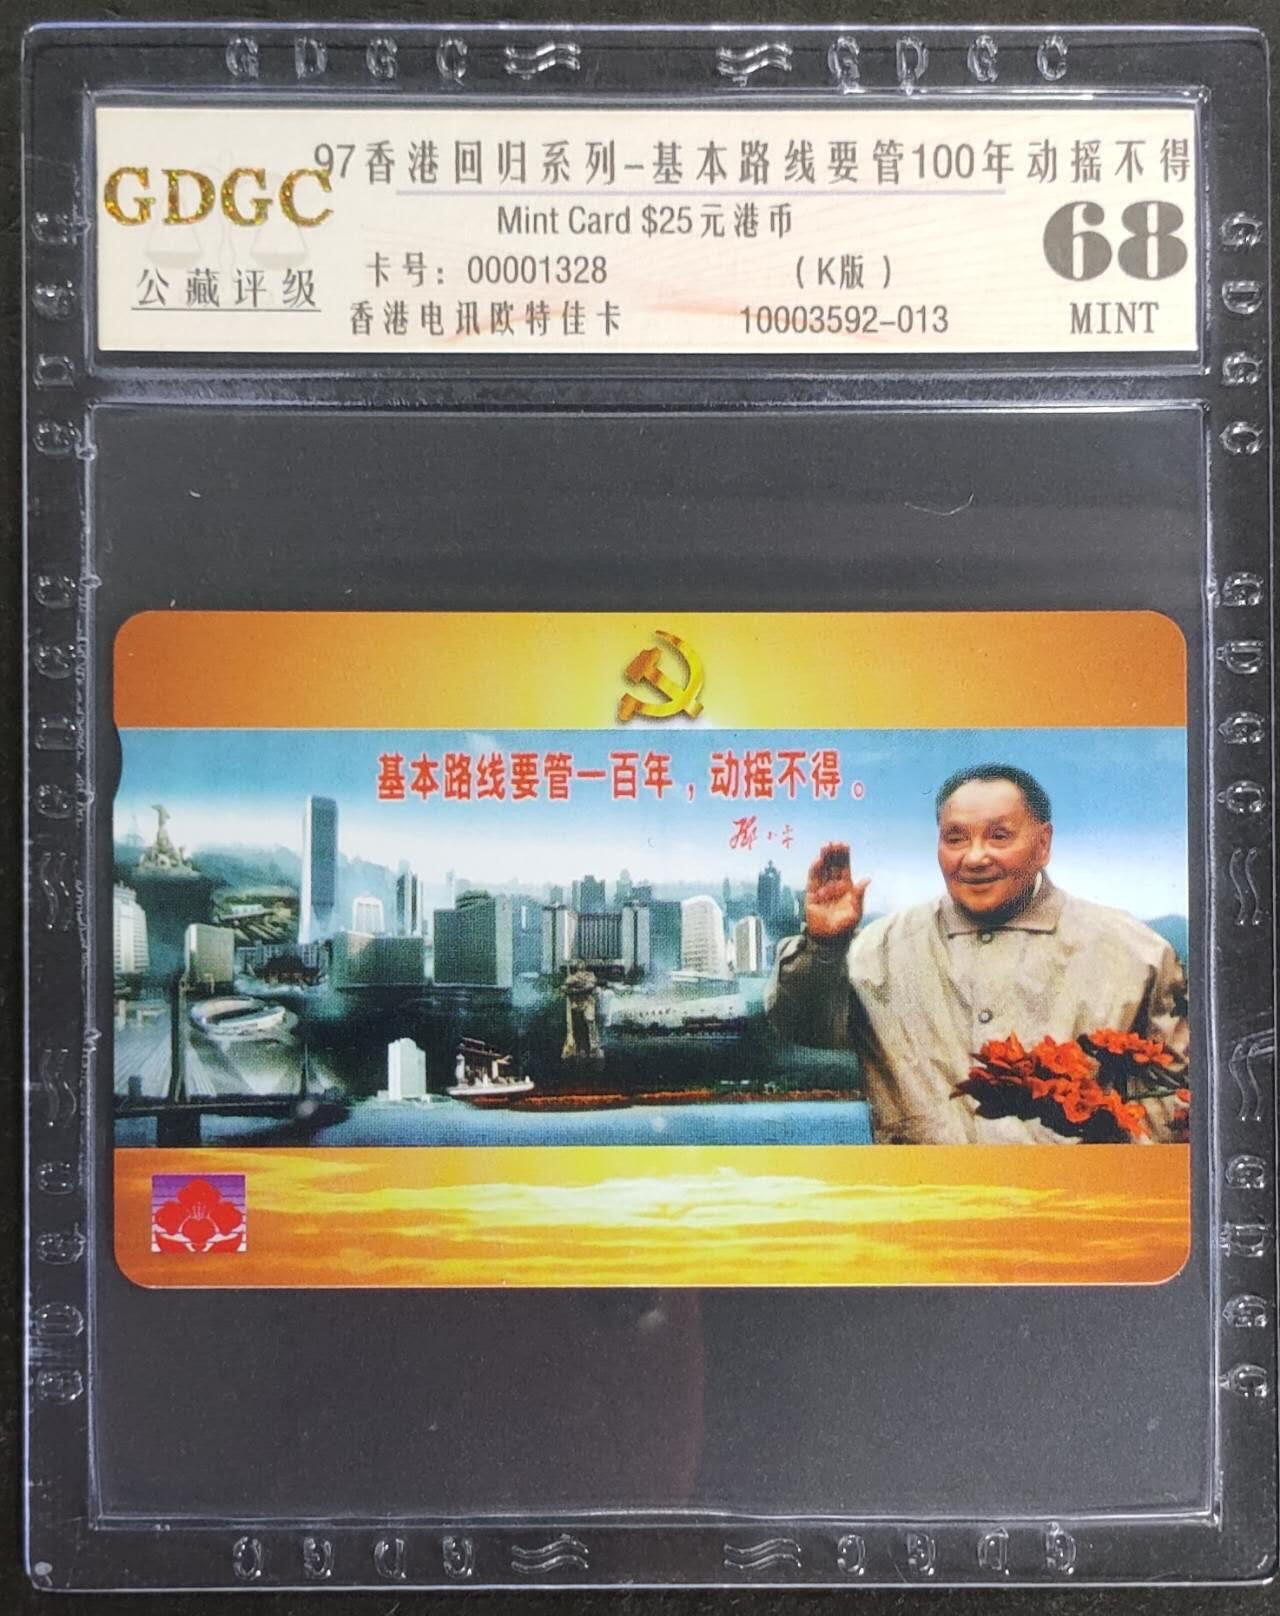 G D G C G D G C
97香港回归系列-基本路线要管100年动摇不得
GDGC
Mint Card $25元港币
68
公藏评级
卡号：00001328 （K版）
香港电讯欧特佳卡 10003592-013 MINT
基本路线要管一百年，动摇不得。
邓小平
G D G C G D G C